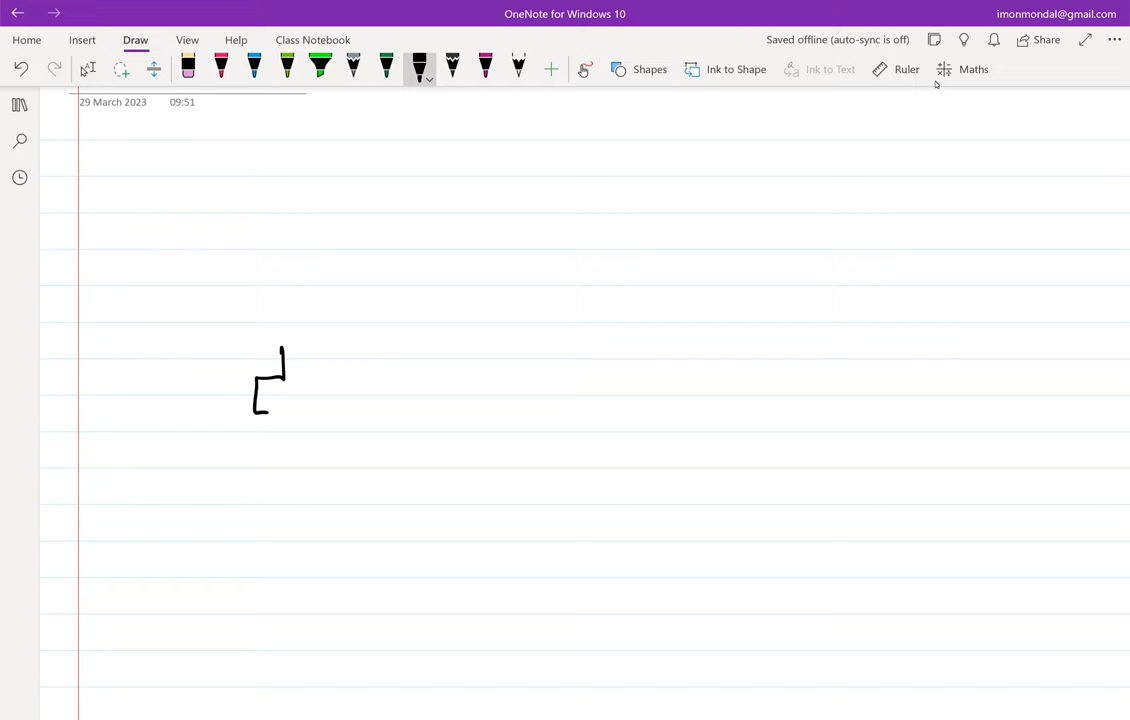 OneNote for Windows 10
imonmondal@gmail.com
Home Insert Draw View Help Class Notebook
Saved offline (auto-sync is off) Share
Shapes Ink to Shape Ink to Text Ruler Maths
29 March 2023 09:51